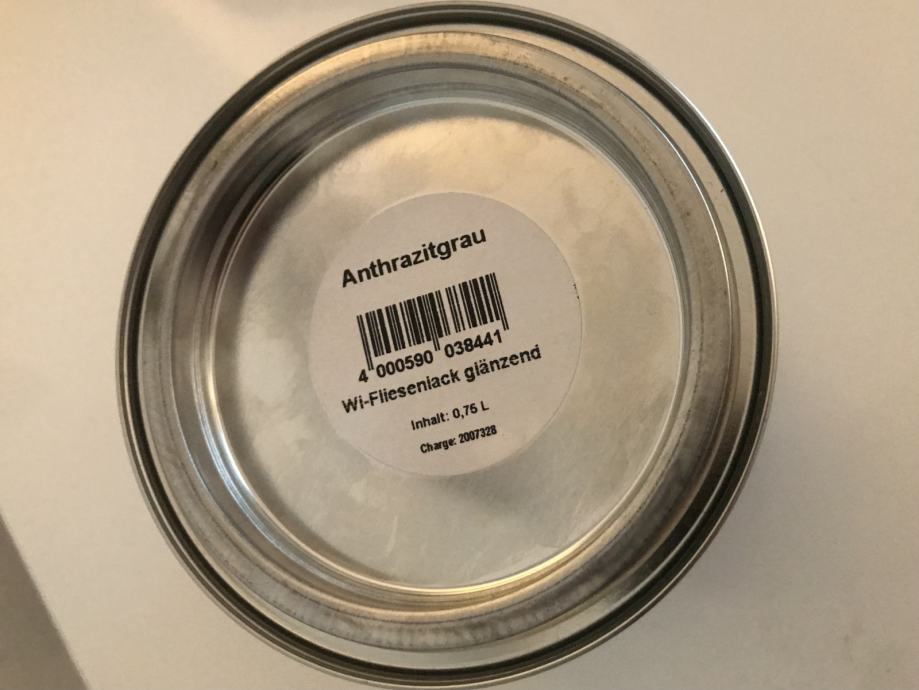 Anthrazitgrau
4 000590 038441
Wi-Fliesenlack glänzend
Inhalt: 0,75 L
Charge: 2007328